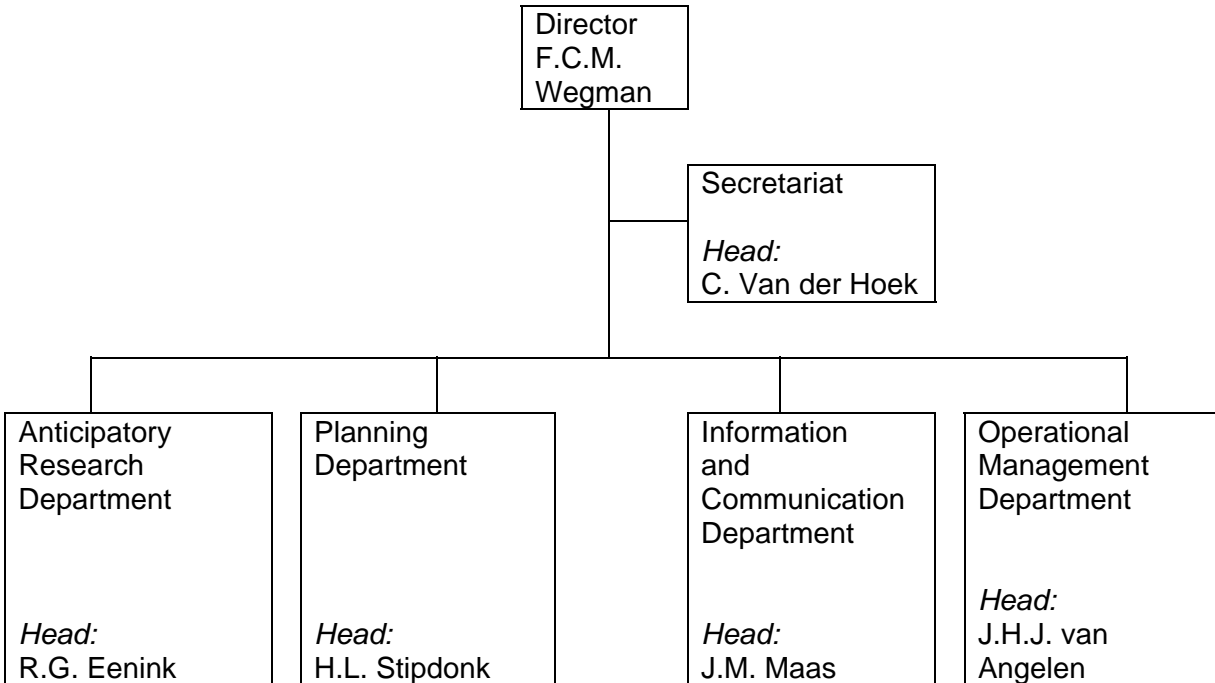 Director
F.C.M.
Wegman
Secretariat
Head:
C. Van der Hoek
Anticipatory
Research
Department
Head:
R.G. Eenink
Planning
Department
Head:
H.L. Stipdonk
Information
and
Communication
Department
Head:
J.M. Maas
Operational
Management
Department
Head:
J.H.J. van
Angelen